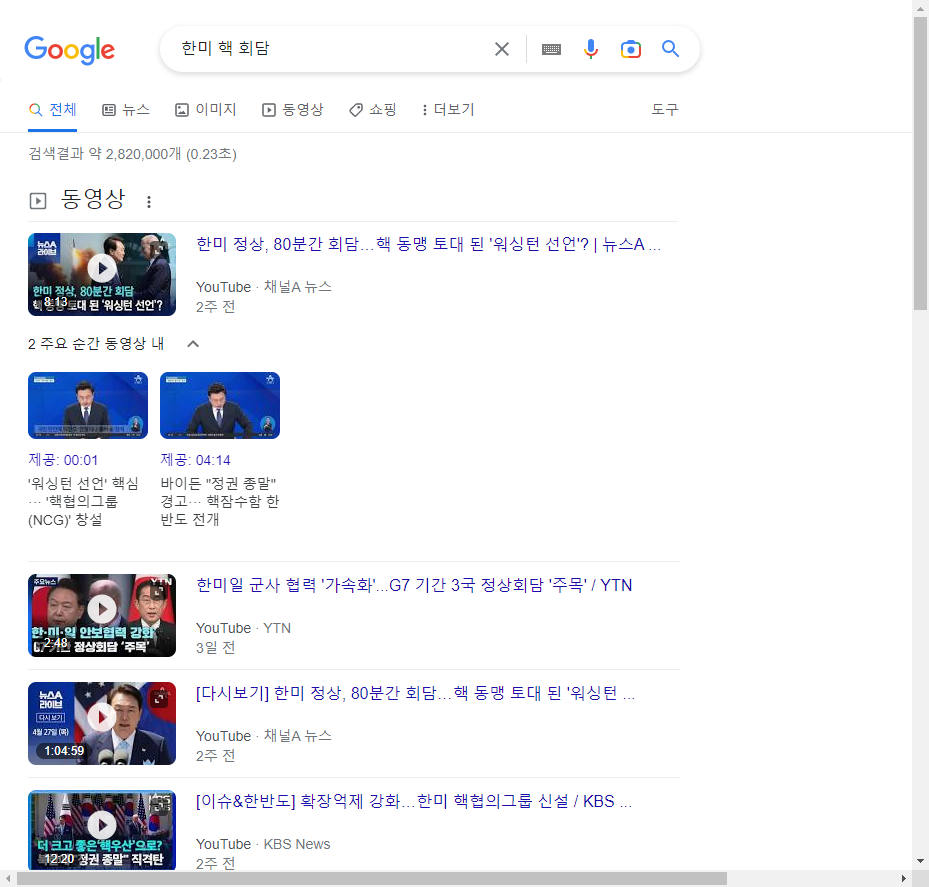 Google
한미 핵 회담
전체 뉴스 이미지 동영상 쇼핑 더보기 도구
검색결과 약 2,820,000개 (0.23초)
동영상
뉴스A
라이브
한미 정상, 80분간 회담
핵 동맹 토대 된 '워싱턴 선언'?
8:13
한미 정상, 80분간 회담…핵 동맹 토대 된 '워싱턴 선언'? | 뉴스A ...
YouTube · 채널A 뉴스
2주 전
2 주요 순간 동영상 내
제공: 00:01
'워싱턴 선언' 핵심
… '핵협의그룹
(NCG)' 창설
제공: 04:14
바이든 "정권 종말"
경고… 핵잠수함 한
반도 전개
주요뉴스
YTN
한·미·일 안보협력 강화
G7 기간 정상회담 '주목'
2:48
한미일 군사 협력 '가속화'...G7 기간 3국 정상회담 '주목' / YTN
YouTube · YTN
3일 전
뉴스A
라이브
다시보기
4월 27일 (목)
1:04:59
[다시보기] 한미 정상, 80분간 회담…핵 동맹 토대 된 '워싱턴 ...
YouTube · 채널A 뉴스
2주 전
더 크고 좋은 '핵우산'으로?
"정권 종말" 직격탄
12:20
[이슈&한반도] 확장억제 강화…한미 핵협의그룹 신설 / KBS ...
YouTube · KBS News
2주 전